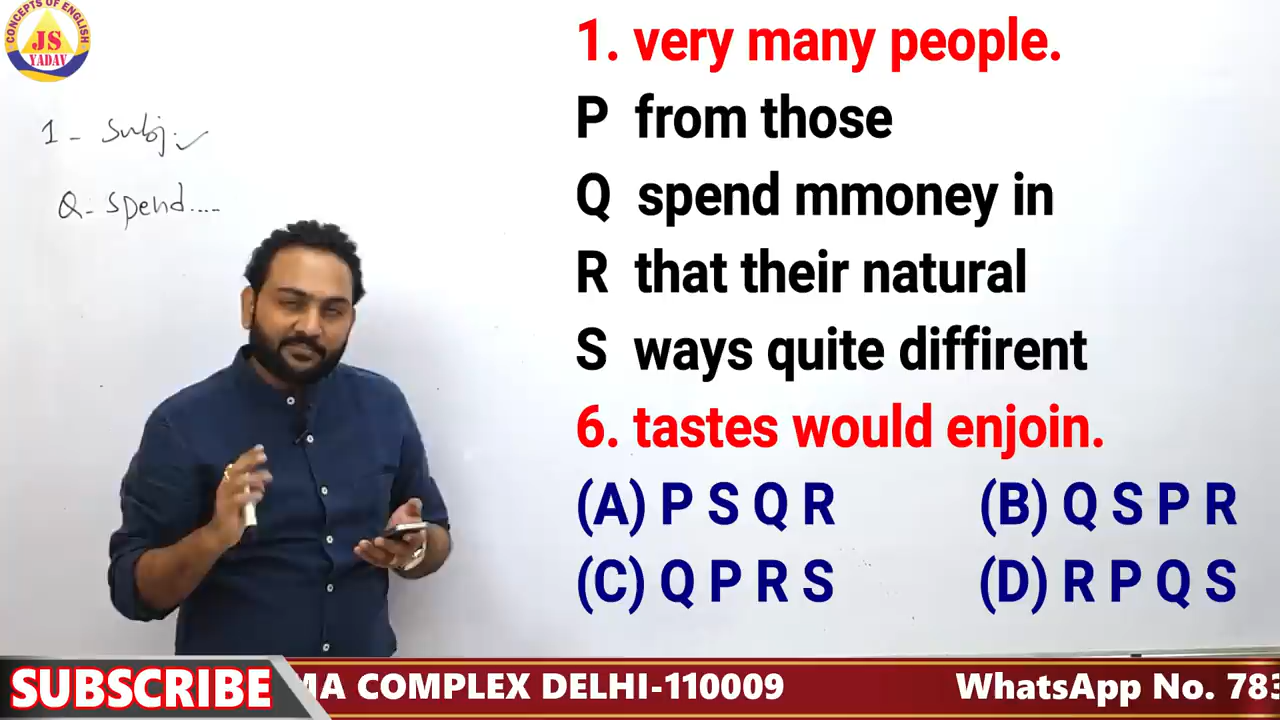 CONCEPTS OF ENGLISH
JS
YADAV
1 - Subj.
Q - Spend....
1. very many people.
P from those
Q spend mmoney in
R that their natural
S ways quite diffirent
6. tastes would enjoin.
(A) P S Q R (B) Q S P R
(C) Q P R S (D) R P Q S
SUBSCRIBE MA COMPLEX DELHI-110009 WhatsApp No. 783